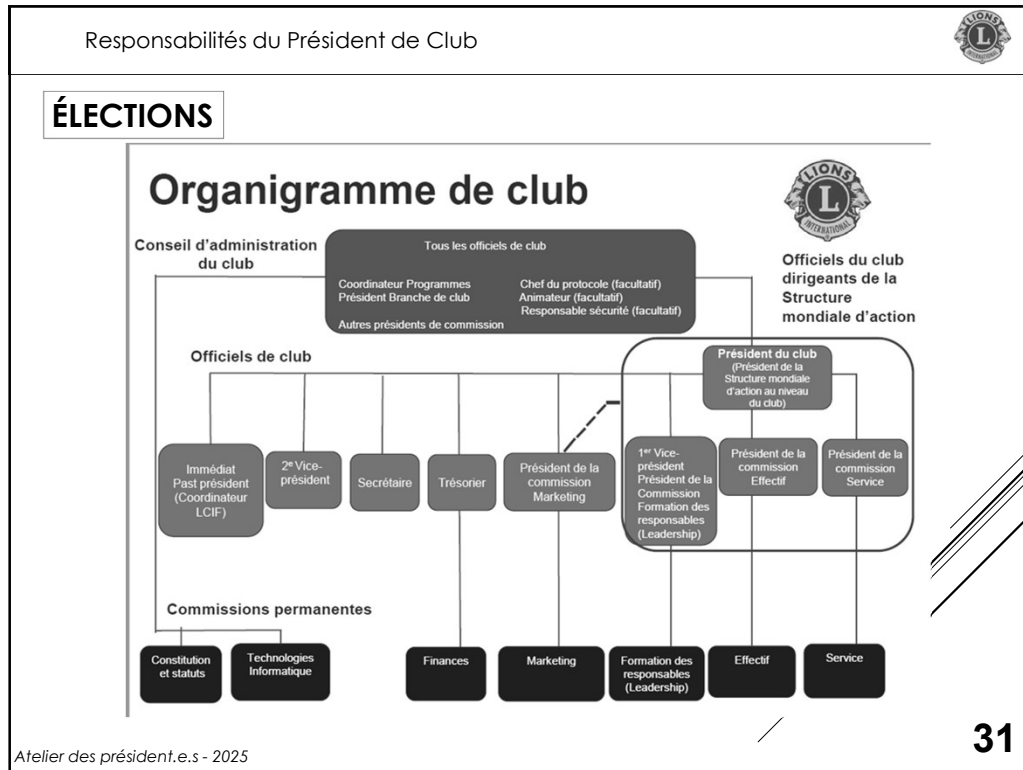 Responsabilités du Président de Club
LIONS
L
INTERNATIONAL
ÉLECTIONS
Organigramme de club
LIONS
L
INTERNATIONAL
Conseil d'administration
du club
Tous les officiels de club
Coordinateur Programmes
Président Branche de club
Autres présidents de commission
Chef du protocole (facultatif)
Animateur (facultatif)
Responsable sécurité (facultatif)
Officiels du club
dirigeants de la
Structure
mondiale d'action
Officiels de club
Président du club
(Président de la
Structure mondiale
d'action au niveau
du club)
Immédiat
Past président
(Coordinateur
LCIF)
2e Vice-
président
Secrétaire
Trésorier
Président de la
commission
Marketing
1er Vice-
président
Président de la
Commission
Formation des
responsables
(Leadership)
Président de la
commission
Effectif
Président de la
commission
Service
Commissions permanentes
Constitution
et statuts
Technologies
Informatique
Finances
Marketing
Formation des
responsables
(Leadership)
Effectif
Service
Atelier des président.e.s - 2025
31